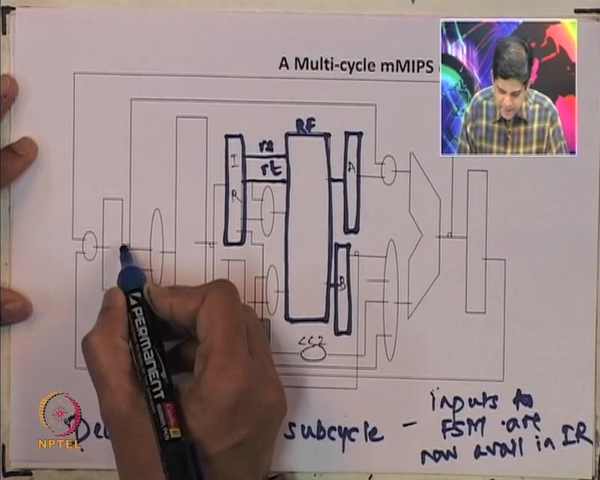 A Multi-cycle mMIPS
RF
I
R
rs
rt
A
B
<<2
subcycle - inputs to
FSM are
now avail in IR
PERMANENT
NPTEL